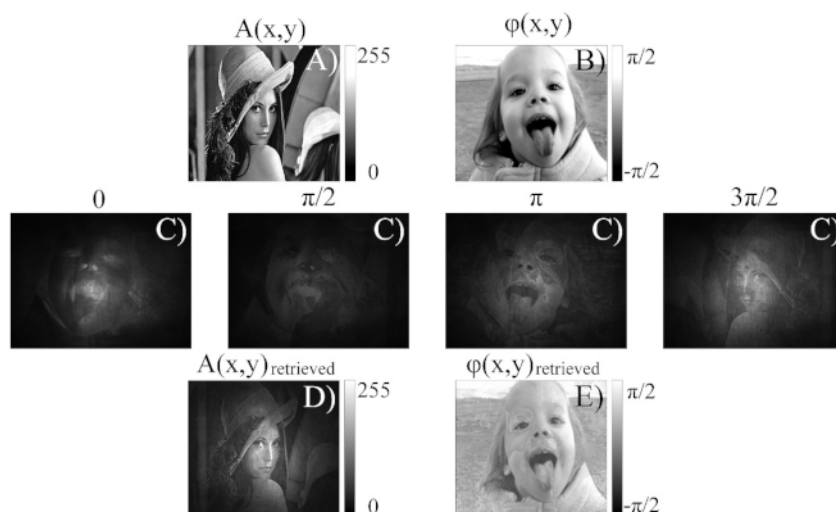 A(x,y)
φ(x,y)
A)
255
0
B)
π/2
-π/2
0
π/2
π
3π/2
C)
C)
C)
C)
A(x,y)retrieved
φ(x,y)retrieved
D)
255
0
E)
π/2
-π/2